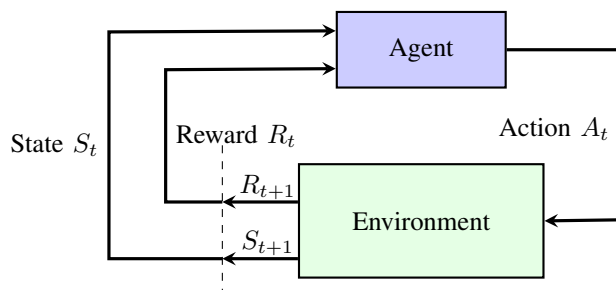 Agent
Action $A_t$
Reward $R_t$
State $S_t$
$R_{t+1}$
Environment
$S_{t+1}$